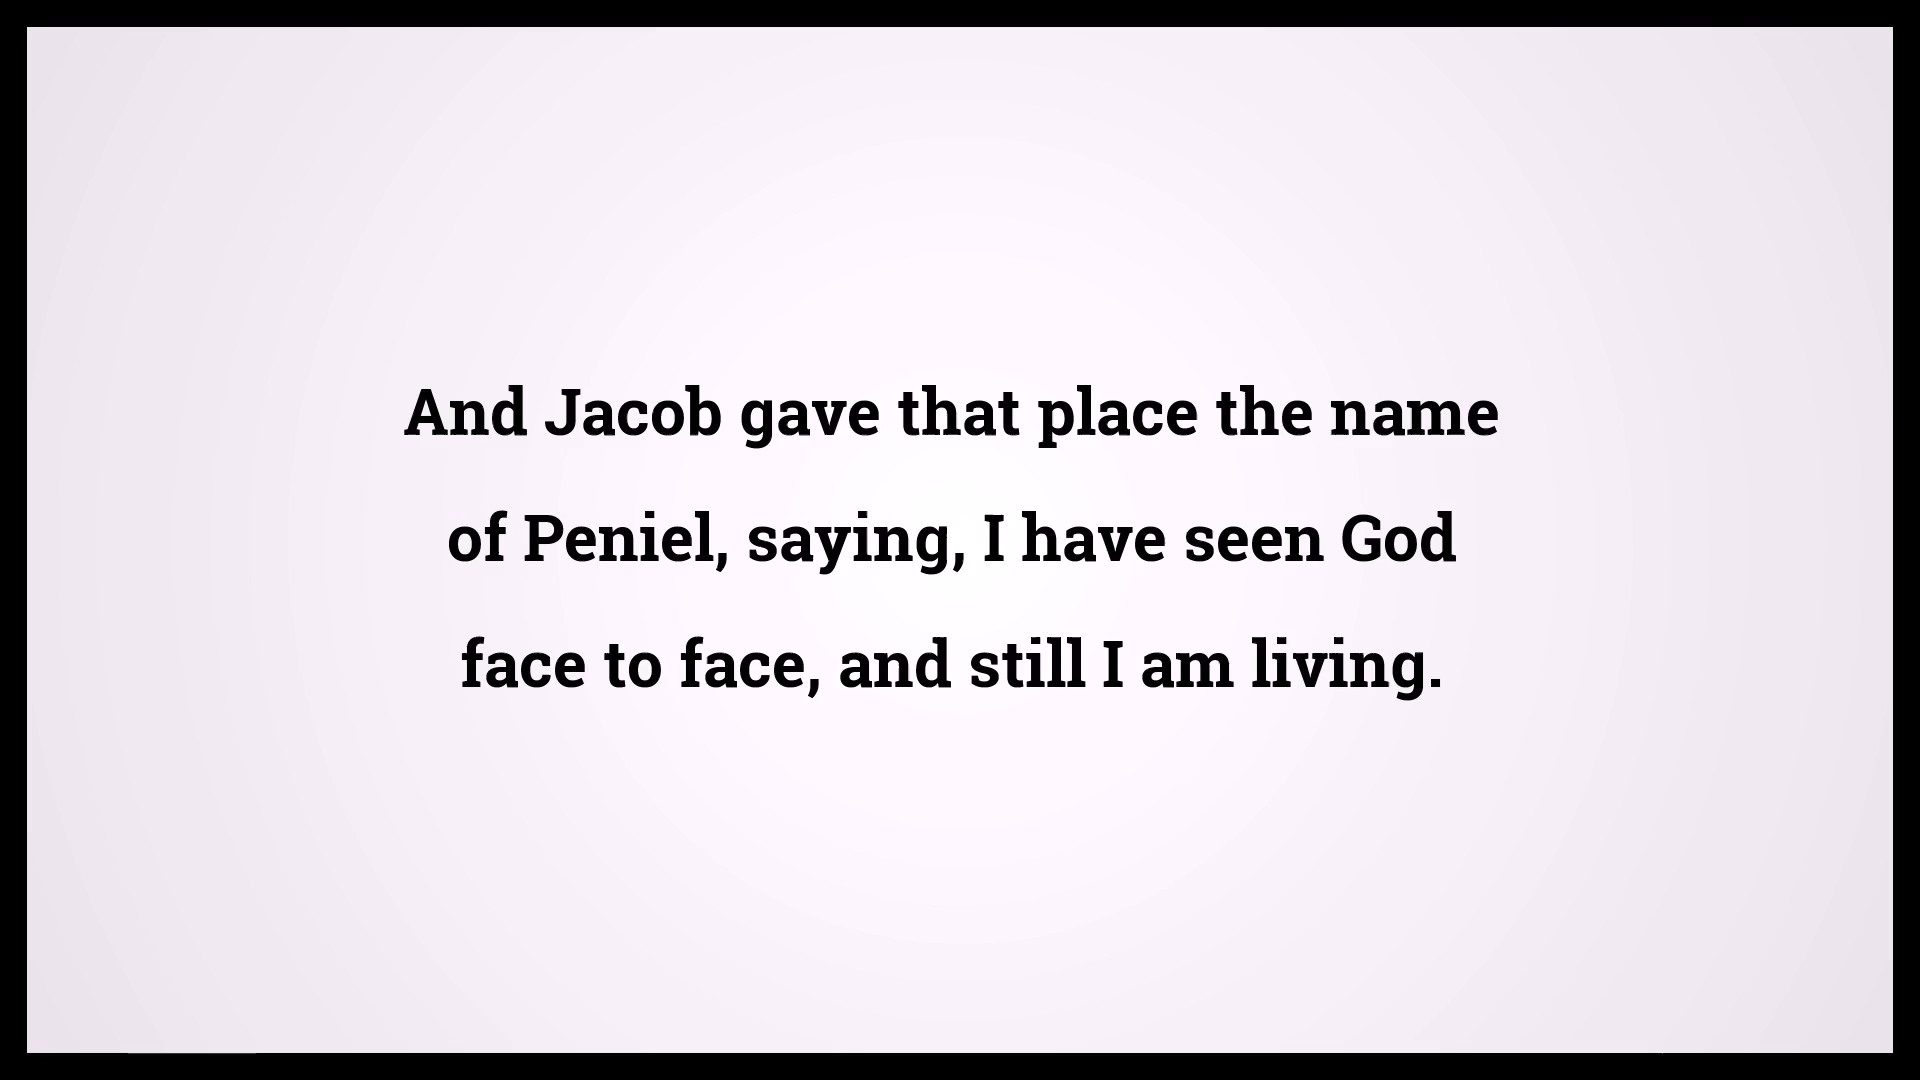 And Jacob gave that place the name
of Peniel, saying, I have seen God
face to face, and still I am living.